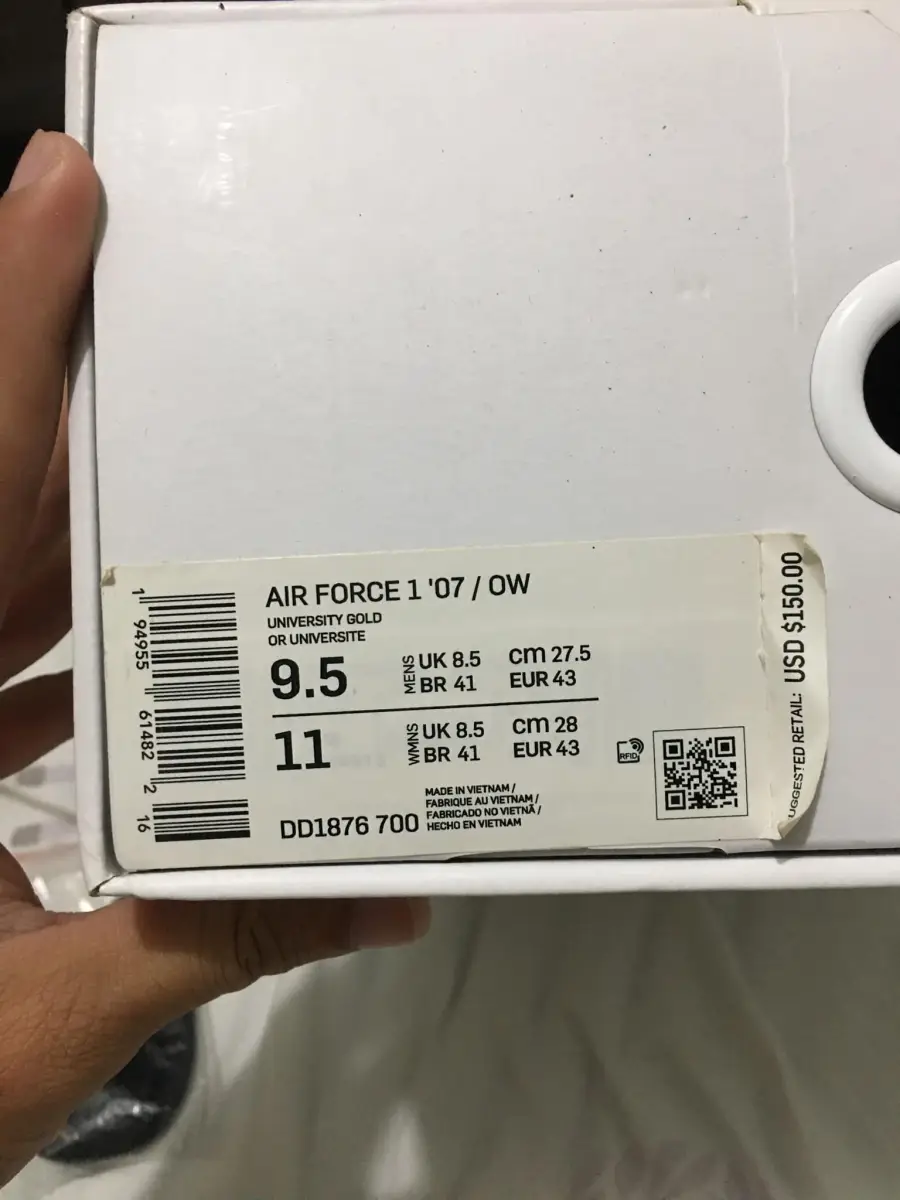 AIR FORCE 1 '07 / OW
UNIVERSITY GOLD
OR UNIVERSITE
9.5
MENS
UK 8.5
cm 27.5
BR 41
EUR 43
11
WMNS
UK 8.5
cm 28
BR 41
EUR 43
RFID
MADE IN VIETNAM /
FABRIQUE AU VIETNAM /
FABRICADO NO VIETNÃ /
HECHO EN VIETNAM
DD1876 700
1 94955 61482 2 16
UGGESTED RETAIL: USD $150.00